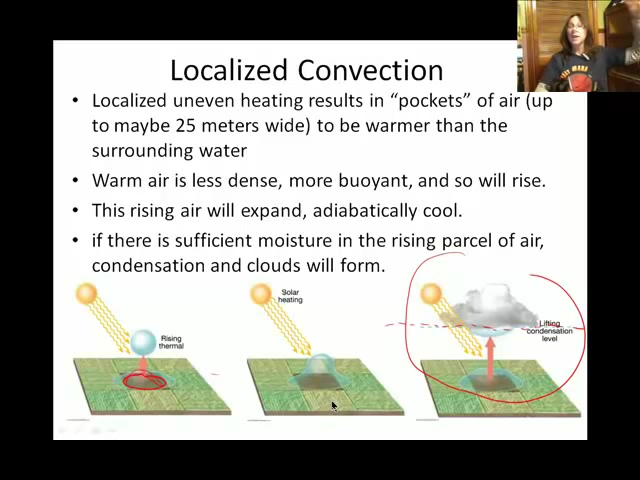 Localized Convection
• Localized uneven heating results in “pockets” of air (up
to maybe 25 meters wide) to be warmer than the
surrounding water
• Warm air is less dense, more buoyant, and so will rise.
• This rising air will expand, adiabatically cool.
• if there is sufficient moisture in the rising parcel of air,
condensation and clouds will form.
Rising
thermal
Solar
heating
Lifting
condensation
level